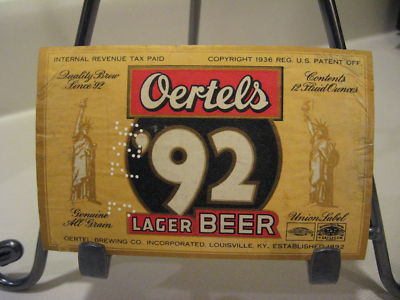 INTERNAL REVENUE TAX PAID
COPYRIGHT 1936 REG. U.S. PATENT OFF.
Quality Brew
Since '92
Contents
12 Fluid Ounces
Oertels
'92
LAGER BEER
Genuine
All Grain
Union Label
OERTEL BREWING CO. INCORPORATED, LOUISVILLE, KY., ESTABLISHED 1892